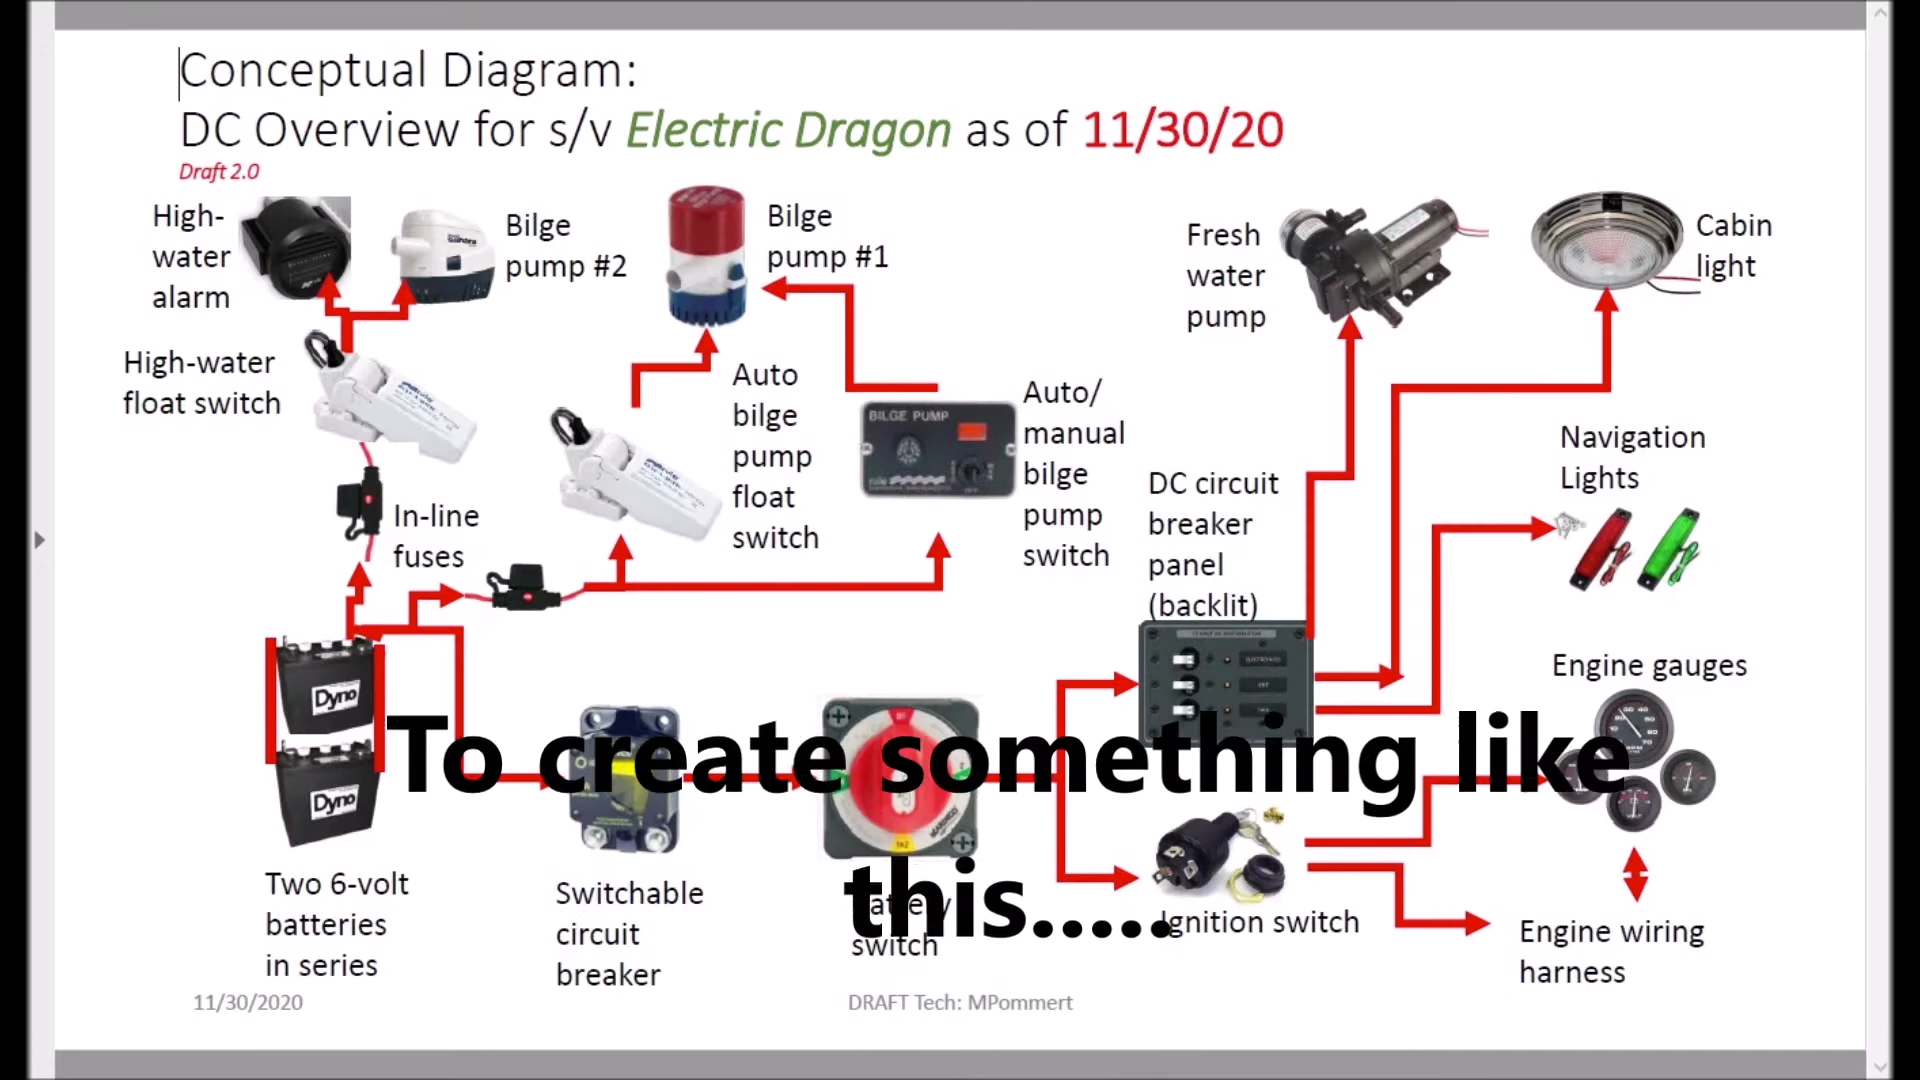 Conceptual Diagram:
DC Overview for s/v Electric Dragon as of 11/30/20
Draft 2.0
High-
water
alarm
Bilge
pump #2
Bilge
pump #1
Fresh
water
pump
Cabin
light
High-water
float switch
Auto
bilge
pump
float
switch
BILGE PUMP
Auto/
manual
bilge
pump
switch
Navigation
Lights
In-line
fuses
DC circuit
breaker
panel
(backlit)
Engine gauges
Dyno
Dyno
To create something like
this.....
Two 6-volt
batteries
in series
Switchable
circuit
breaker
Battery
switch
Ignition switch
Engine wiring
harness
11/30/2020
DRAFT Tech: MPommert